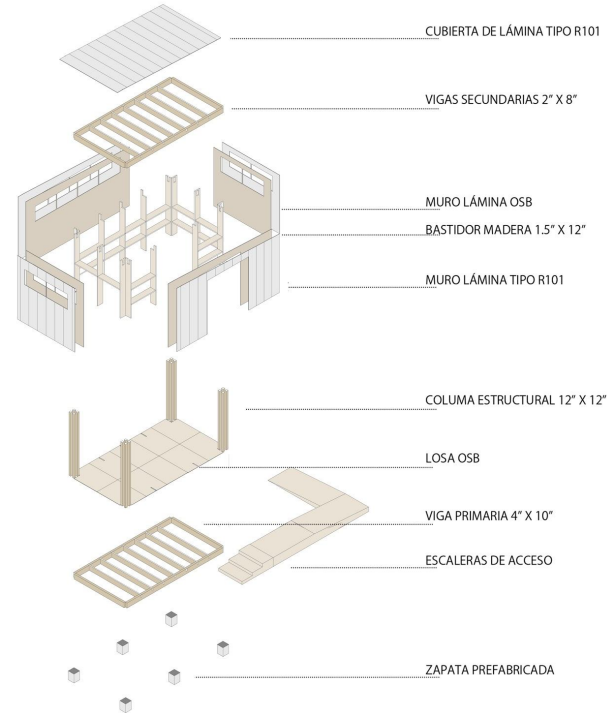 CUBIERTA DE LÁMINA TIPO R101
VIGAS SECUNDARIAS 2” X 8”
MURO LÁMINA OSB
BASTIDOR MADERA 1.5” X 12”
MURO LÁMINA TIPO R101
COLUMA ESTRUCTURAL 12” X 12”
LOSA OSB
VIGA PRIMARIA 4” X 10”
ESCALERAS DE ACCESO
ZAPATA PREFABRICADA